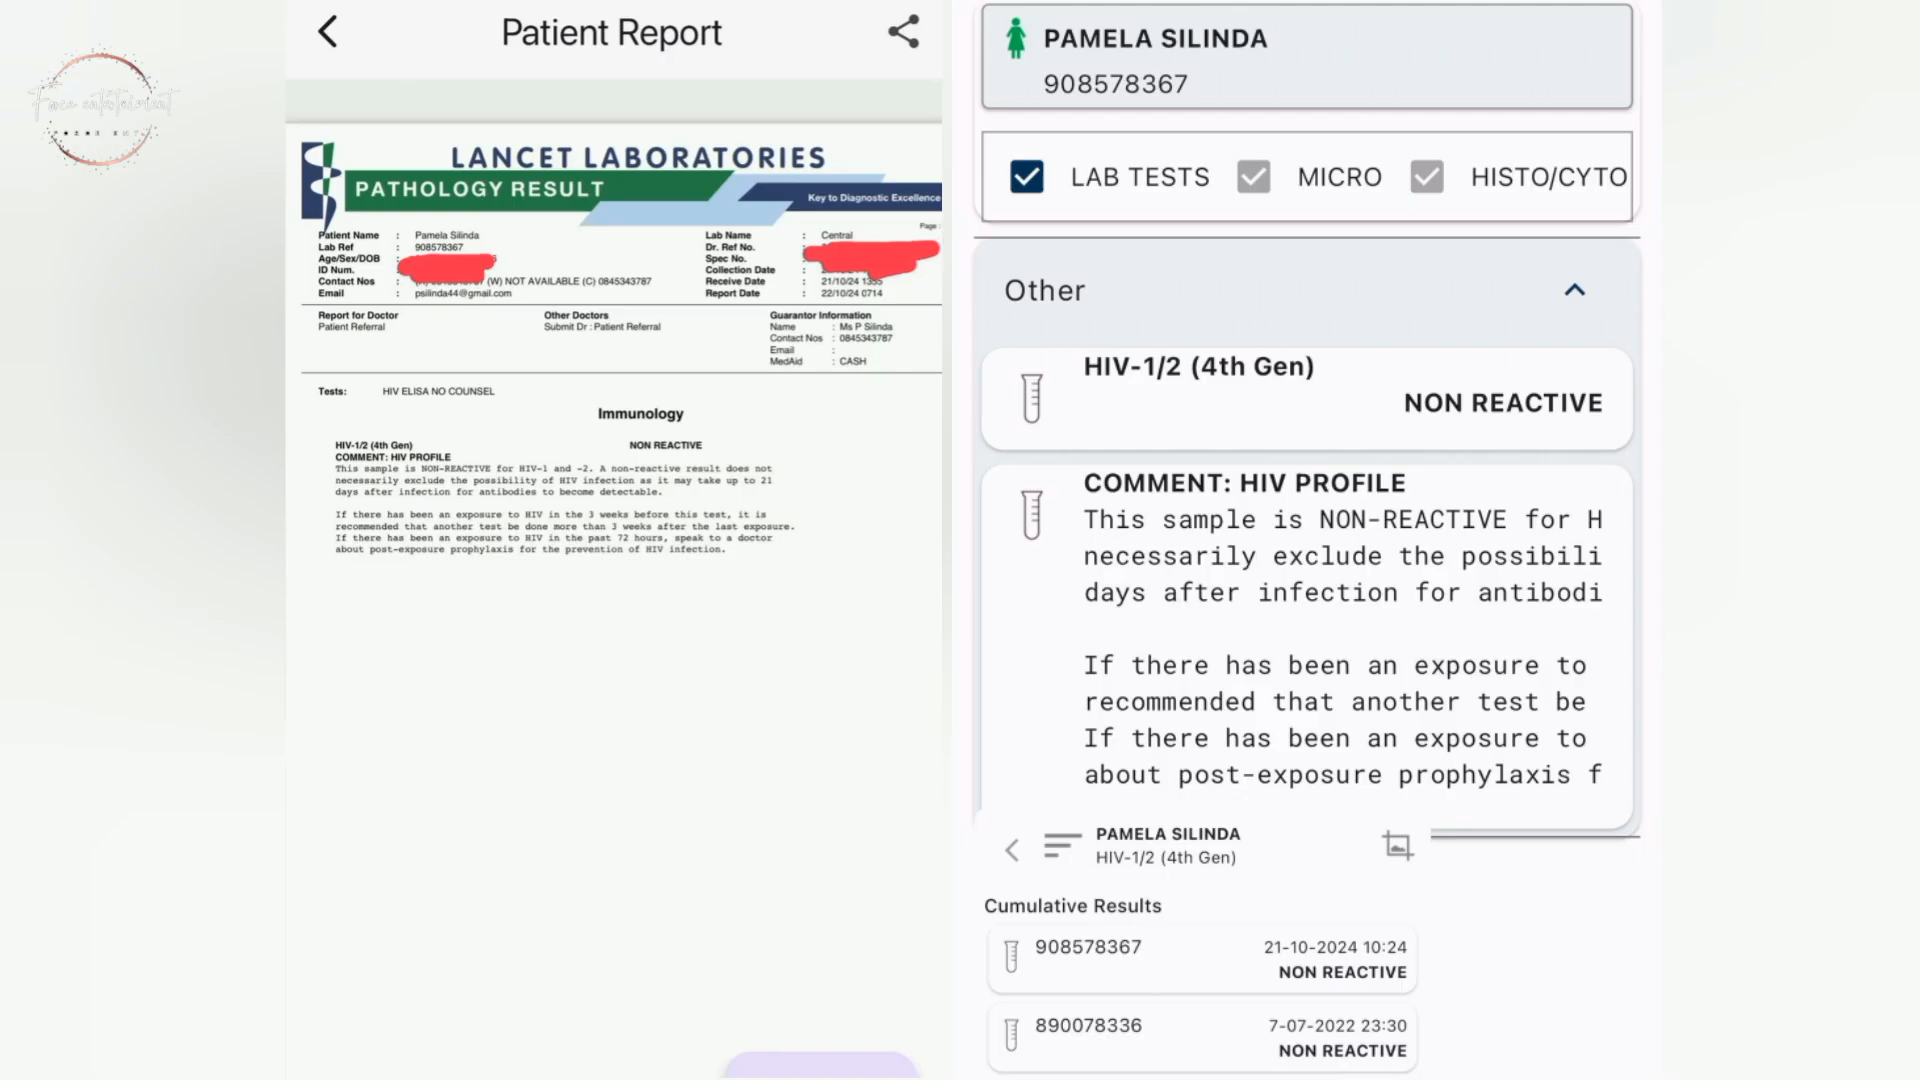 Patient Report
LANCET LABORATORIES
PATHOLOGY RESULT
Key to Diagnostic Excellence
Page :
Patient Name : Pamela Silinda
Lab Ref : 908578367
Age/Sex/DOB :
ID Num. :
Contact Nos : (W) NOT AVAILABLE (C) 0845343787
Email : psilinda44@gmail.com
Lab Name : Central
Dr. Ref No. :
Spec No. :
Collection Date :
Receive Date : 21/10/24 1355
Report Date : 22/10/24 0714
Report for Doctor
Patient Referral
Other Doctors
Submit Dr : Patient Referral
Guarantor Information
Name : Ms P Silinda
Contact Nos : 0845343787
Email :
MedAid : CASH
Tests: HIV ELISA NO COUNSEL
Immunology
HIV-1/2 (4th Gen) NON REACTIVE
COMMENT: HIV PROFILE
This sample is NON-REACTIVE for HIV-1 and -2. A non-reactive result does not
necessarily exclude the possibility of HIV infection as it may take up to 21
days after infection for antibodies to become detectable.
If there has been an exposure to HIV in the 3 weeks before this test, it is
recommended that another test be done more than 3 weeks after the last exposure.
If there has been an exposure to HIV in the past 72 hours, speak to a doctor
about post-exposure prophylaxis for the prevention of HIV infection.
PAMELA SILINDA
908578367
LAB TESTS MICRO HISTO/CYTO
Other
HIV-1/2 (4th Gen)
NON REACTIVE
COMMENT: HIV PROFILE
This sample is NON-REACTIVE for H
necessarily exclude the possibili
days after infection for antibodi
If there has been an exposure to
recommended that another test be
If there has been an exposure to
about post-exposure prophylaxis f
PAMELA SILINDA
HIV-1/2 (4th Gen)
Cumulative Results
908578367 21-10-2024 10:24
NON REACTIVE
890078336 7-07-2022 23:30
NON REACTIVE